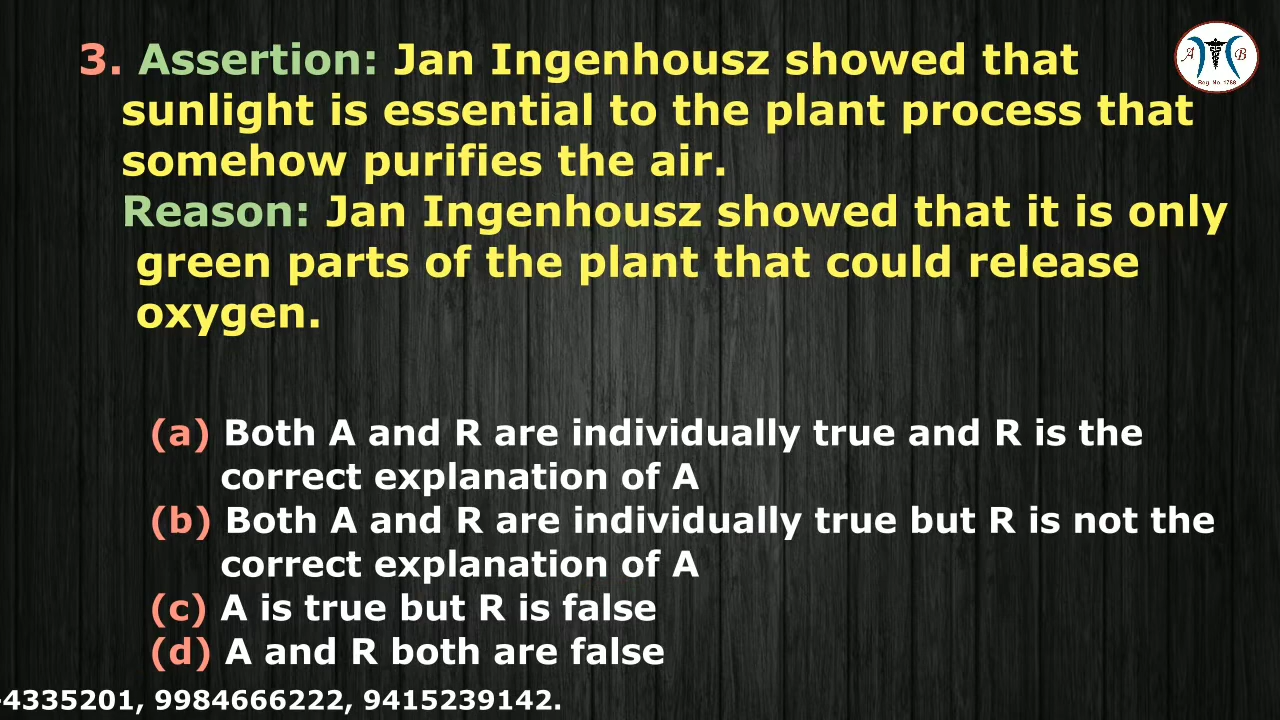 3. Assertion: Jan Ingenhousz showed that
sunlight is essential to the plant process that
somehow purifies the air.
Reason: Jan Ingenhousz showed that it is only
green parts of the plant that could release
oxygen.
A B
Reg No 1788
(a) Both A and R are individually true and R is the
correct explanation of A
(b) Both A and R are individually true but R is not the
correct explanation of A
(c) A is true but R is false
(d) A and R both are false
-4335201, 9984666222, 9415239142.